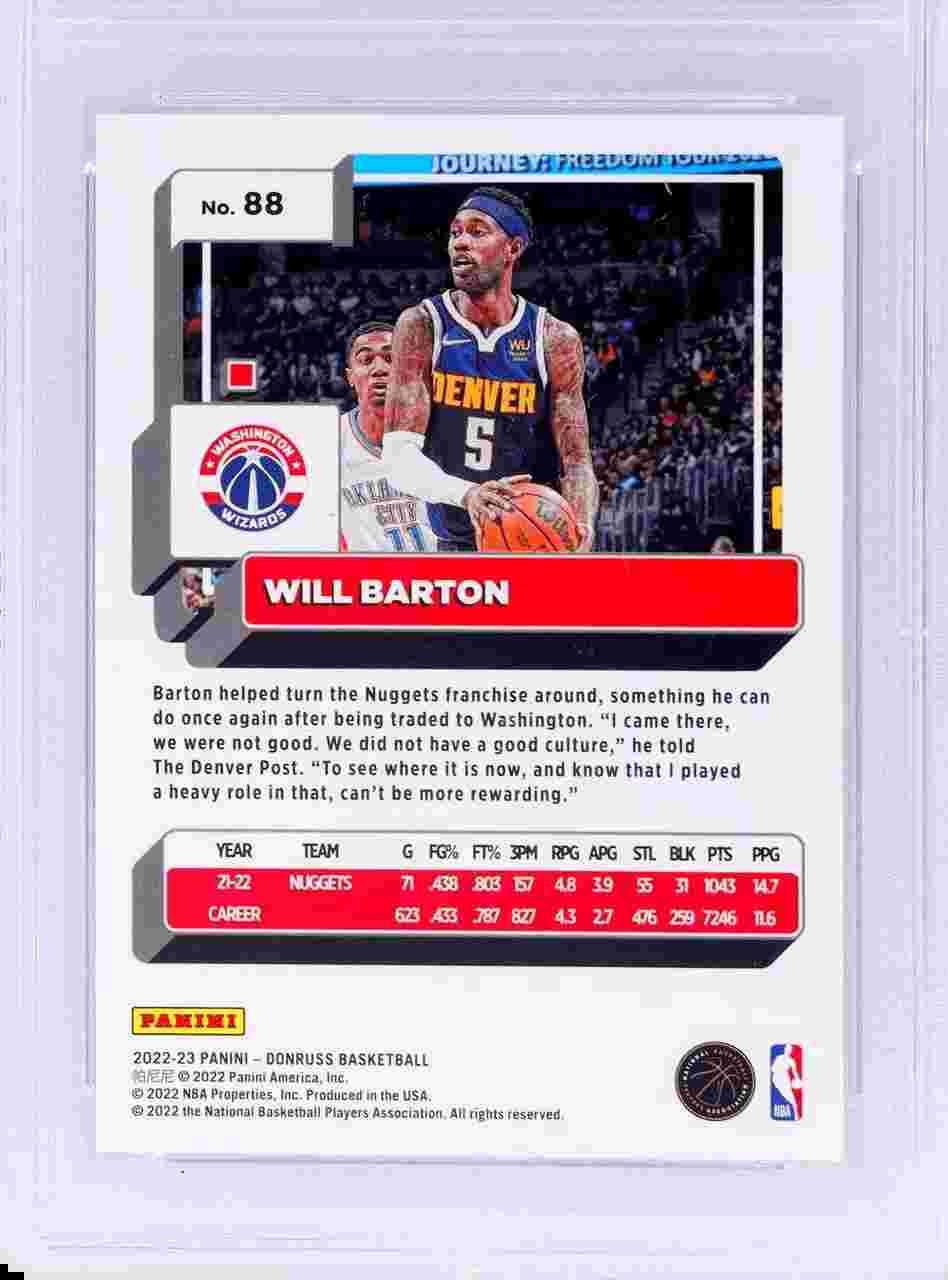 JOURNEY: FREEDOM TOUR
No. 88
WU
DENVER
5
OKLAHOMA
CITY
11
WASHINGTON
WIZARDS
WILL BARTON
Barton helped turn the Nuggets franchise around, something he can
do once again after being traded to Washington. “I came there,
we were not good. We did not have a good culture,” he told
The Denver Post. “To see where it is now, and know that I played
a heavy role in that, can’t be more rewarding.”
YEAR TEAM G FG% FT% 3PM RPG APG STL BLK PTS PPG
21-22 NUGGETS 71 .438 .803 157 4.8 3.9 55 31 1043 14.7
CAREER 623 .433 .787 827 4.3 2.7 476 259 7246 11.6
PANINI
2022-23 PANINI – DONRUSS BASKETBALL
帕尼尼 © 2022 Panini America, Inc.
© 2022 NBA Properties, Inc. Produced in the USA.
© 2022 the National Basketball Players Association. All rights reserved.
NATIONAL BASKETBALL
ASSOCIATION
NBA